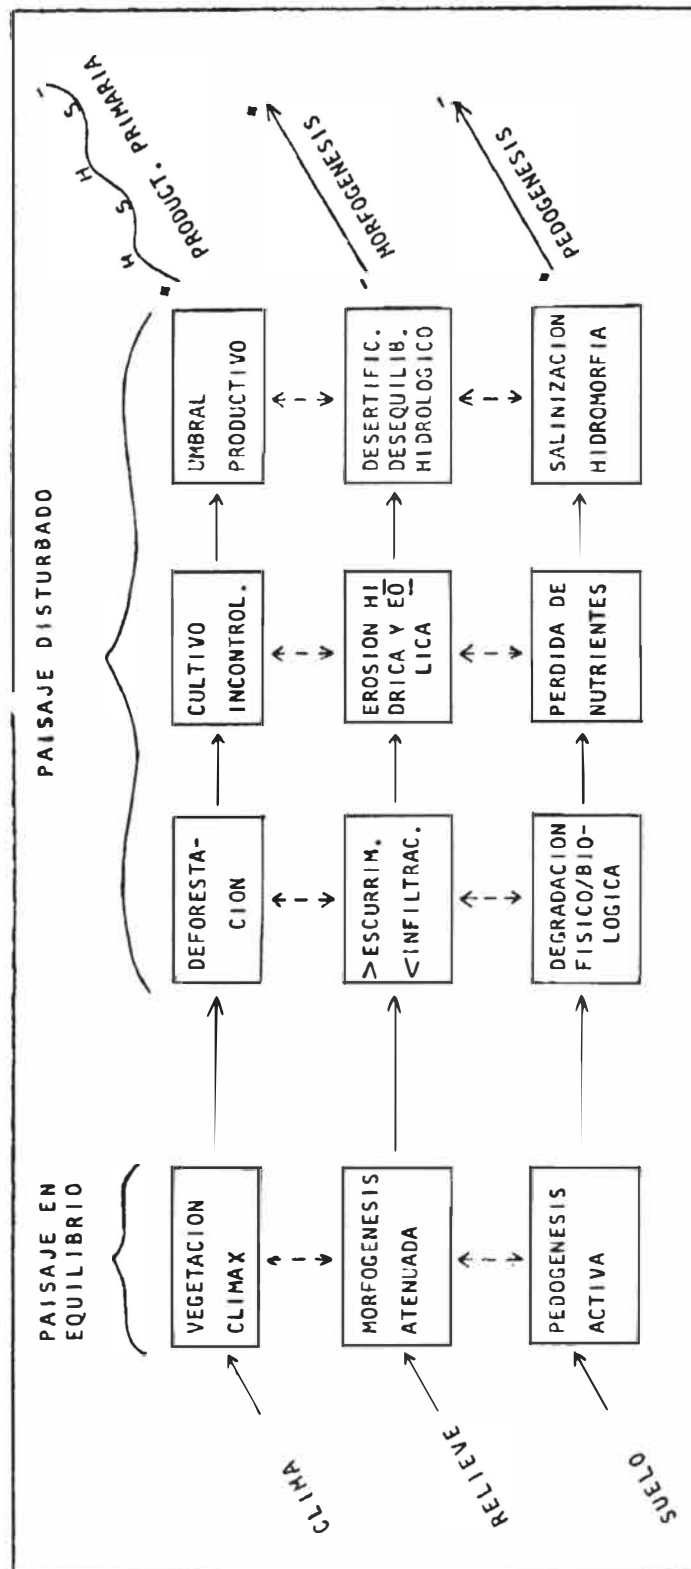 PAISAJE EN
EQUILIBRIO
PAISAJE DISTURBADO
CLIMA
VEGETACION
CLIMAX
DEFORESTA-
CION
CULTIVO
INCONTROL.
UMBRAL
PRODUCTIVO
+ H S H S -
PRODUCT. PRIMARIA
RELIEVE
MORFOGENESIS
ATENUADA
>ESCURRIM.
<INFILTRAC.
EROSION HI
DRICA Y EO
LICA
DESERTIFIC.
DESEQUILIB.
HIDROLOGICO
- +
MORFOGENESIS
SUELO
PEDOGENESIS
ACTIVA
DEGRADACION
FISICO/BIO-
LOGICA
PERDIDA DE
NUTRIENTES
SALINIZACION
HIDROMORFIA
+ -
PEDOGENESIS